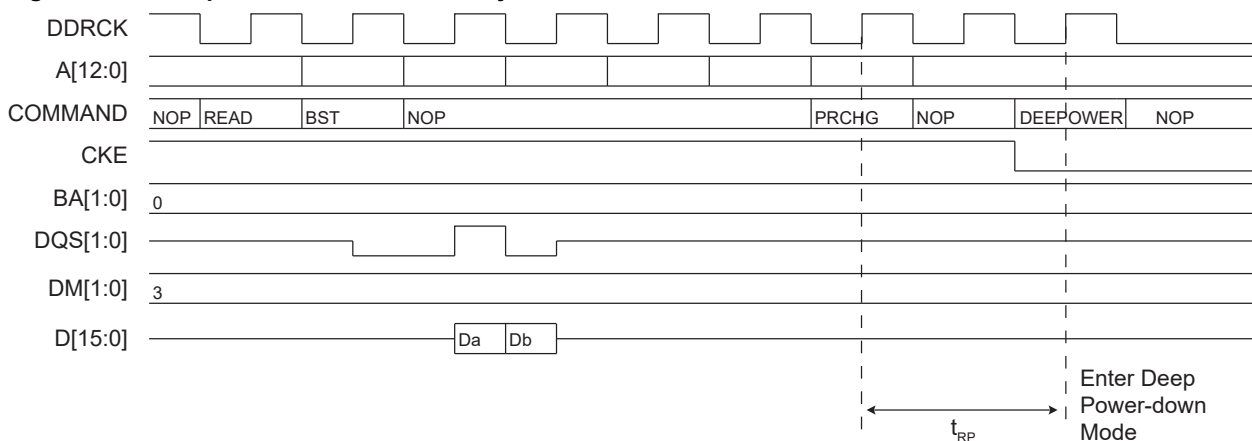 DDRCK
A[12:0]
COMMAND NOP READ BST NOP PRCHG NOP DEEPOWER NOP
CKE
BA[1:0] 0
DQS[1:0]
DM[1:0] 3
D[15:0] Da Db
Enter Deep
Power-down
Mode
tRP